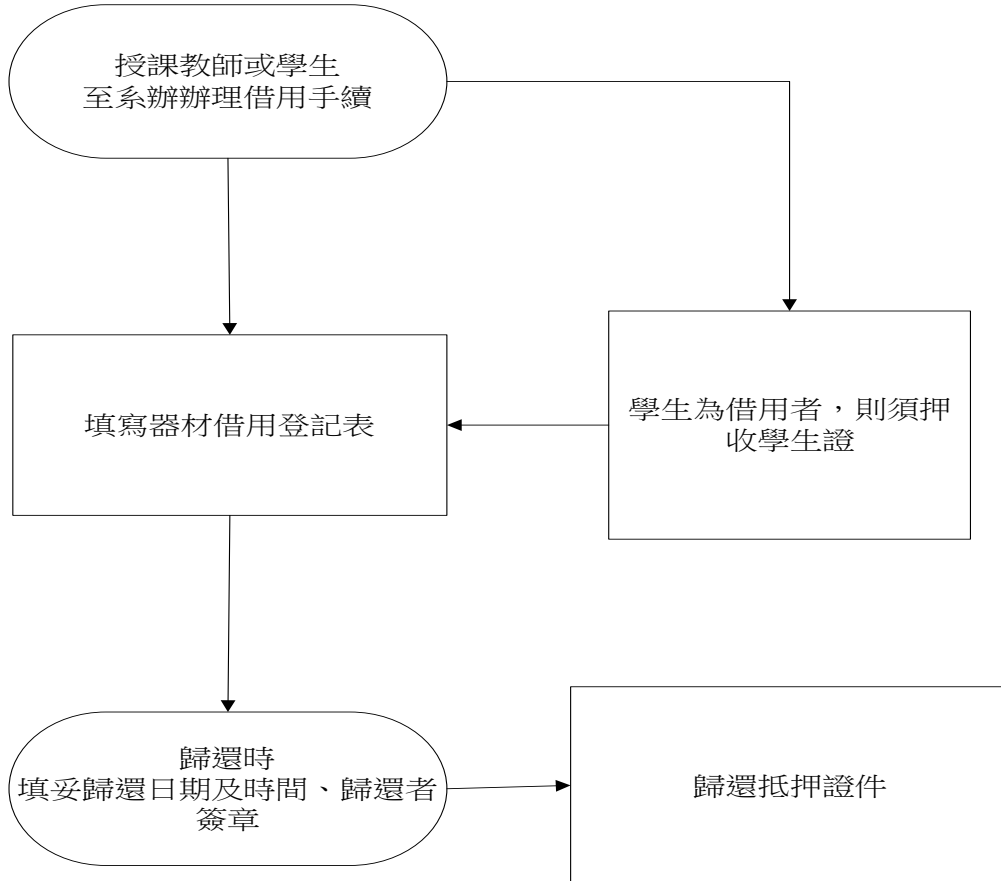 授課教師或學生
至系辦辦理借用手續
填寫器材借用登記表
學生為借用者，則須押
收學生證
歸還時
填妥歸還日期及時間、歸還者
簽章
歸還抵押證件